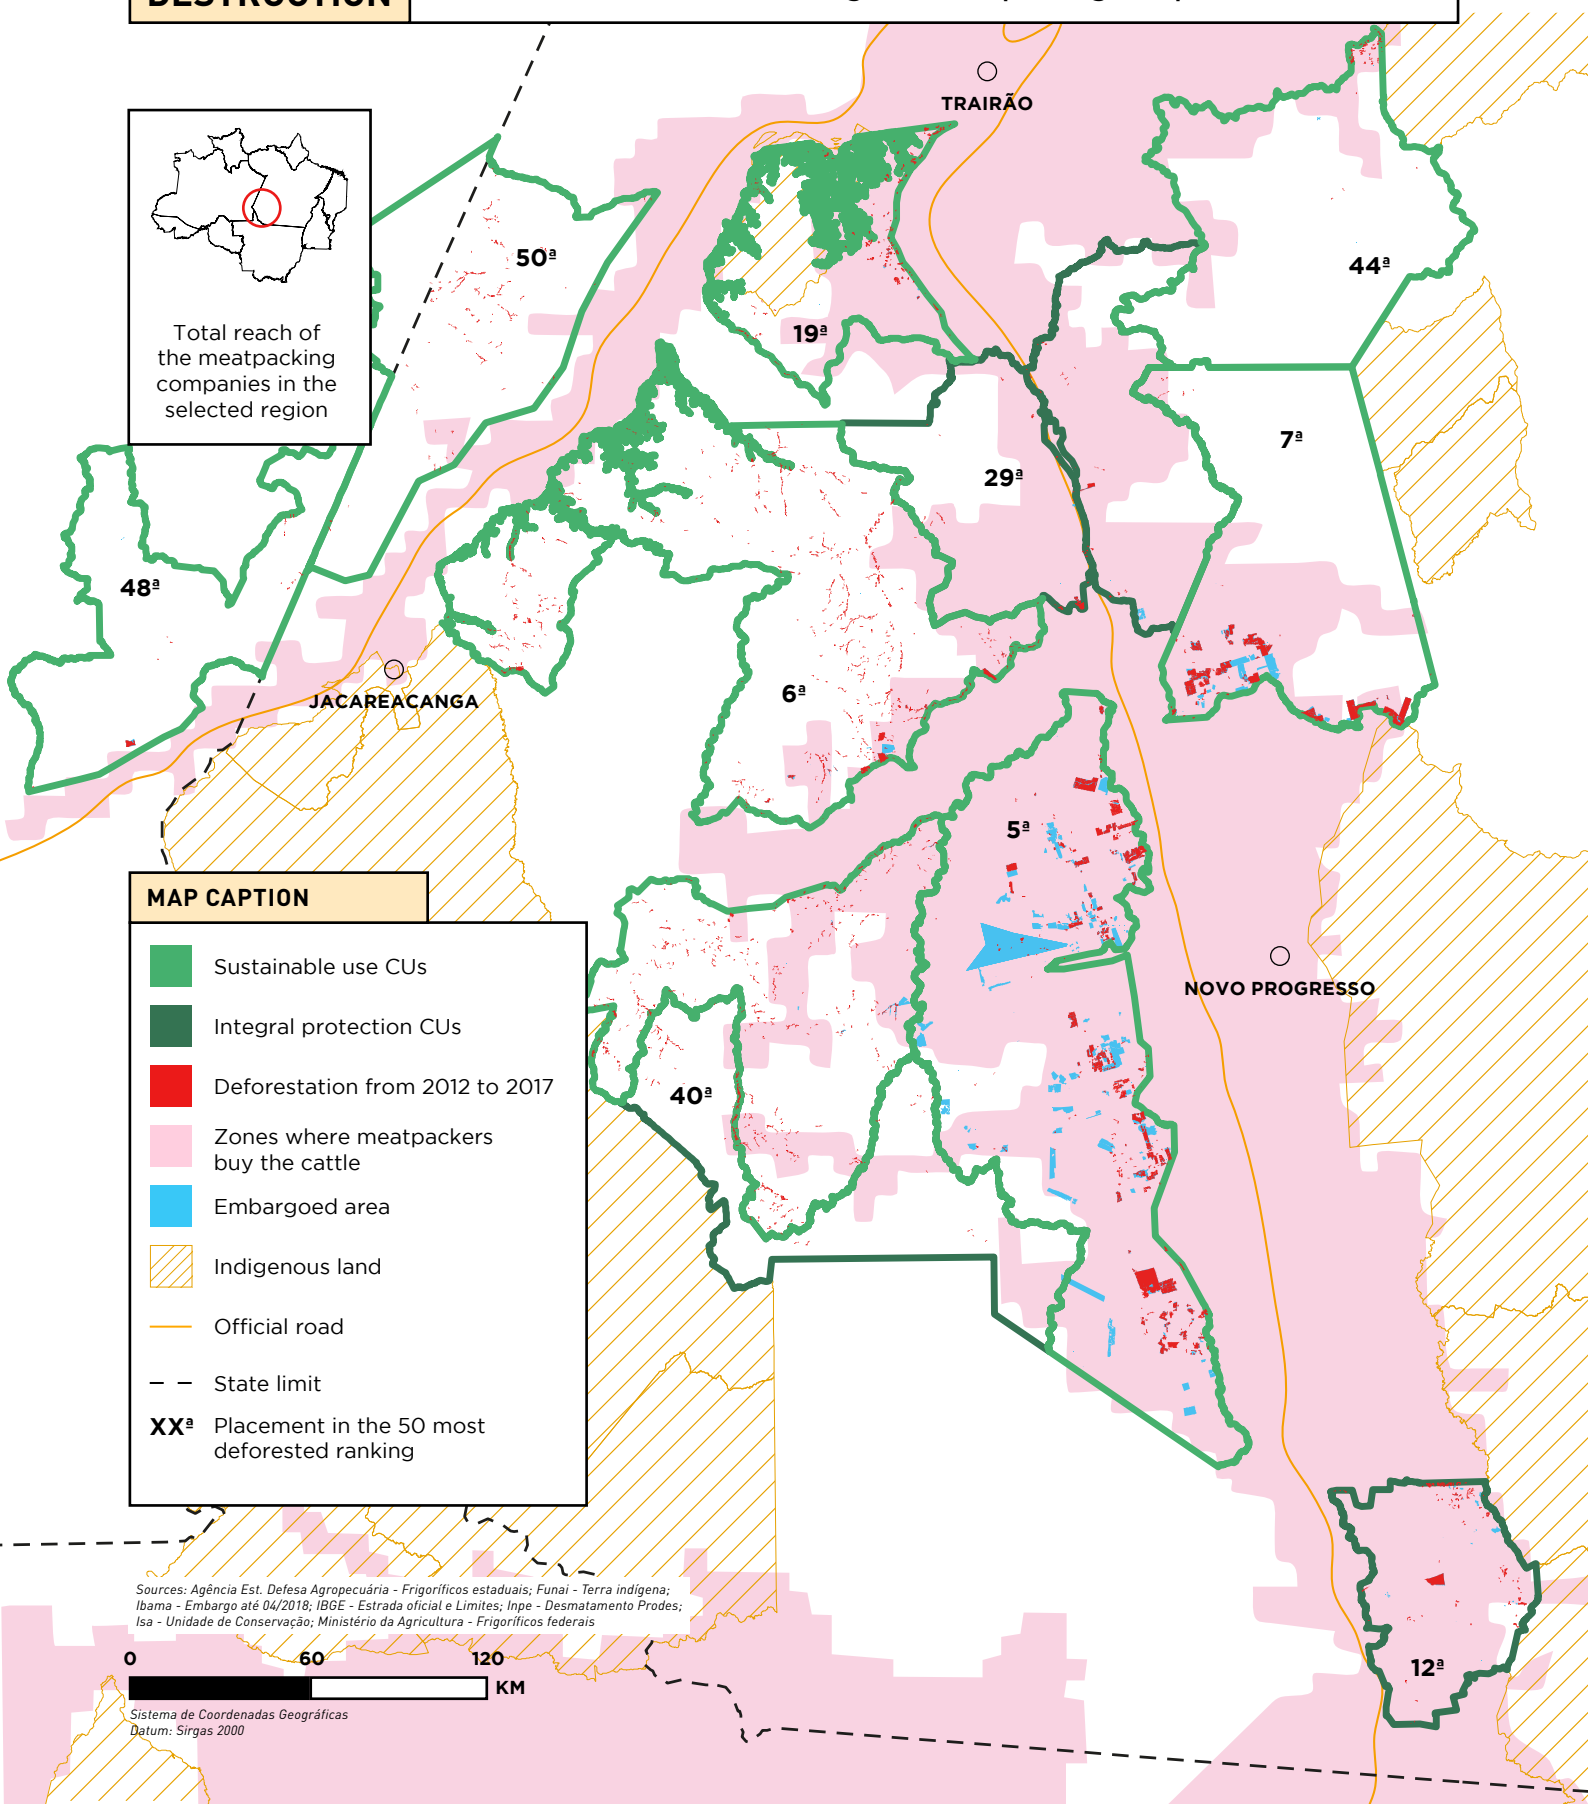 TRAIRÃO
Total reach of
the meatpacking
companies in the
selected region
50ª
19ª
44ª
7ª
29ª
48ª
6ª
JACAREACANGA
5ª
NOVO PROGRESSO
40ª
12ª
MAP CAPTION
Sustainable use CUs
Integral protection CUs
Deforestation from 2012 to 2017
Zones where meatpackers
buy the cattle
Embargoed area
Indigenous land
Official road
State limit
XXª Placement in the 50 most
deforested ranking
Sources: Agência Est. Defesa Agropecuária - Frigoríficos estaduais; Funai - Terra indígena;
Ibama - Embargo até 04/2018; IBGE - Estrada oficial e Limites; Inpe - Desmatamento Prodes;
Isa - Unidade de Conservação; Ministério da Agricultura - Frigoríficos federais
0 60 120
KM
Sistema de Coordenadas Geográficas
Datum: Sirgas 2000